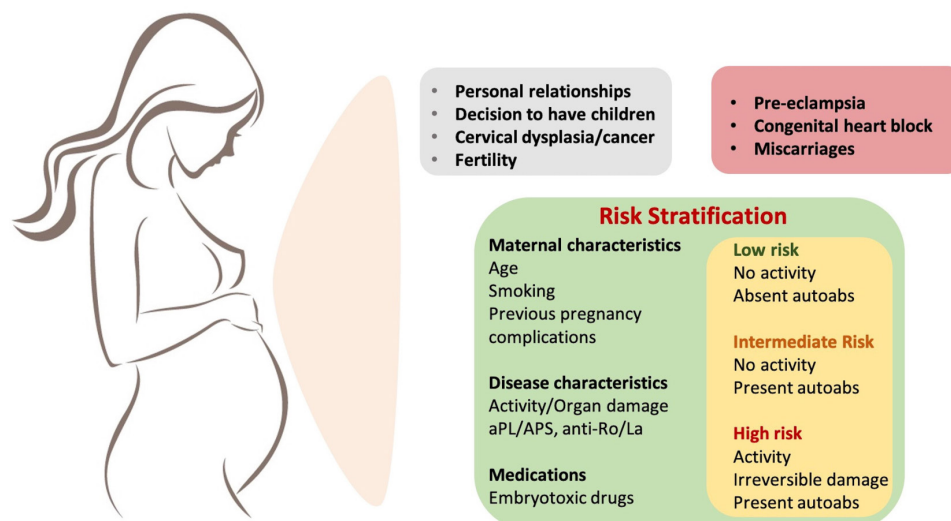 • Personal relationships
• Decision to have children
• Cervical dysplasia/cancer
• Fertility
• Pre-eclampsia
• Congenital heart block
• Miscarriages
Risk Stratification
Maternal characteristics
Age
Smoking
Previous pregnancy
complications
Disease characteristics
Activity/Organ damage
aPL/APS, anti-Ro/La
Medications
Embryotoxic drugs
Low risk
No activity
Absent autoabs
Intermediate Risk
No activity
Present autoabs
High risk
Activity
Irreversible damage
Present autoabs